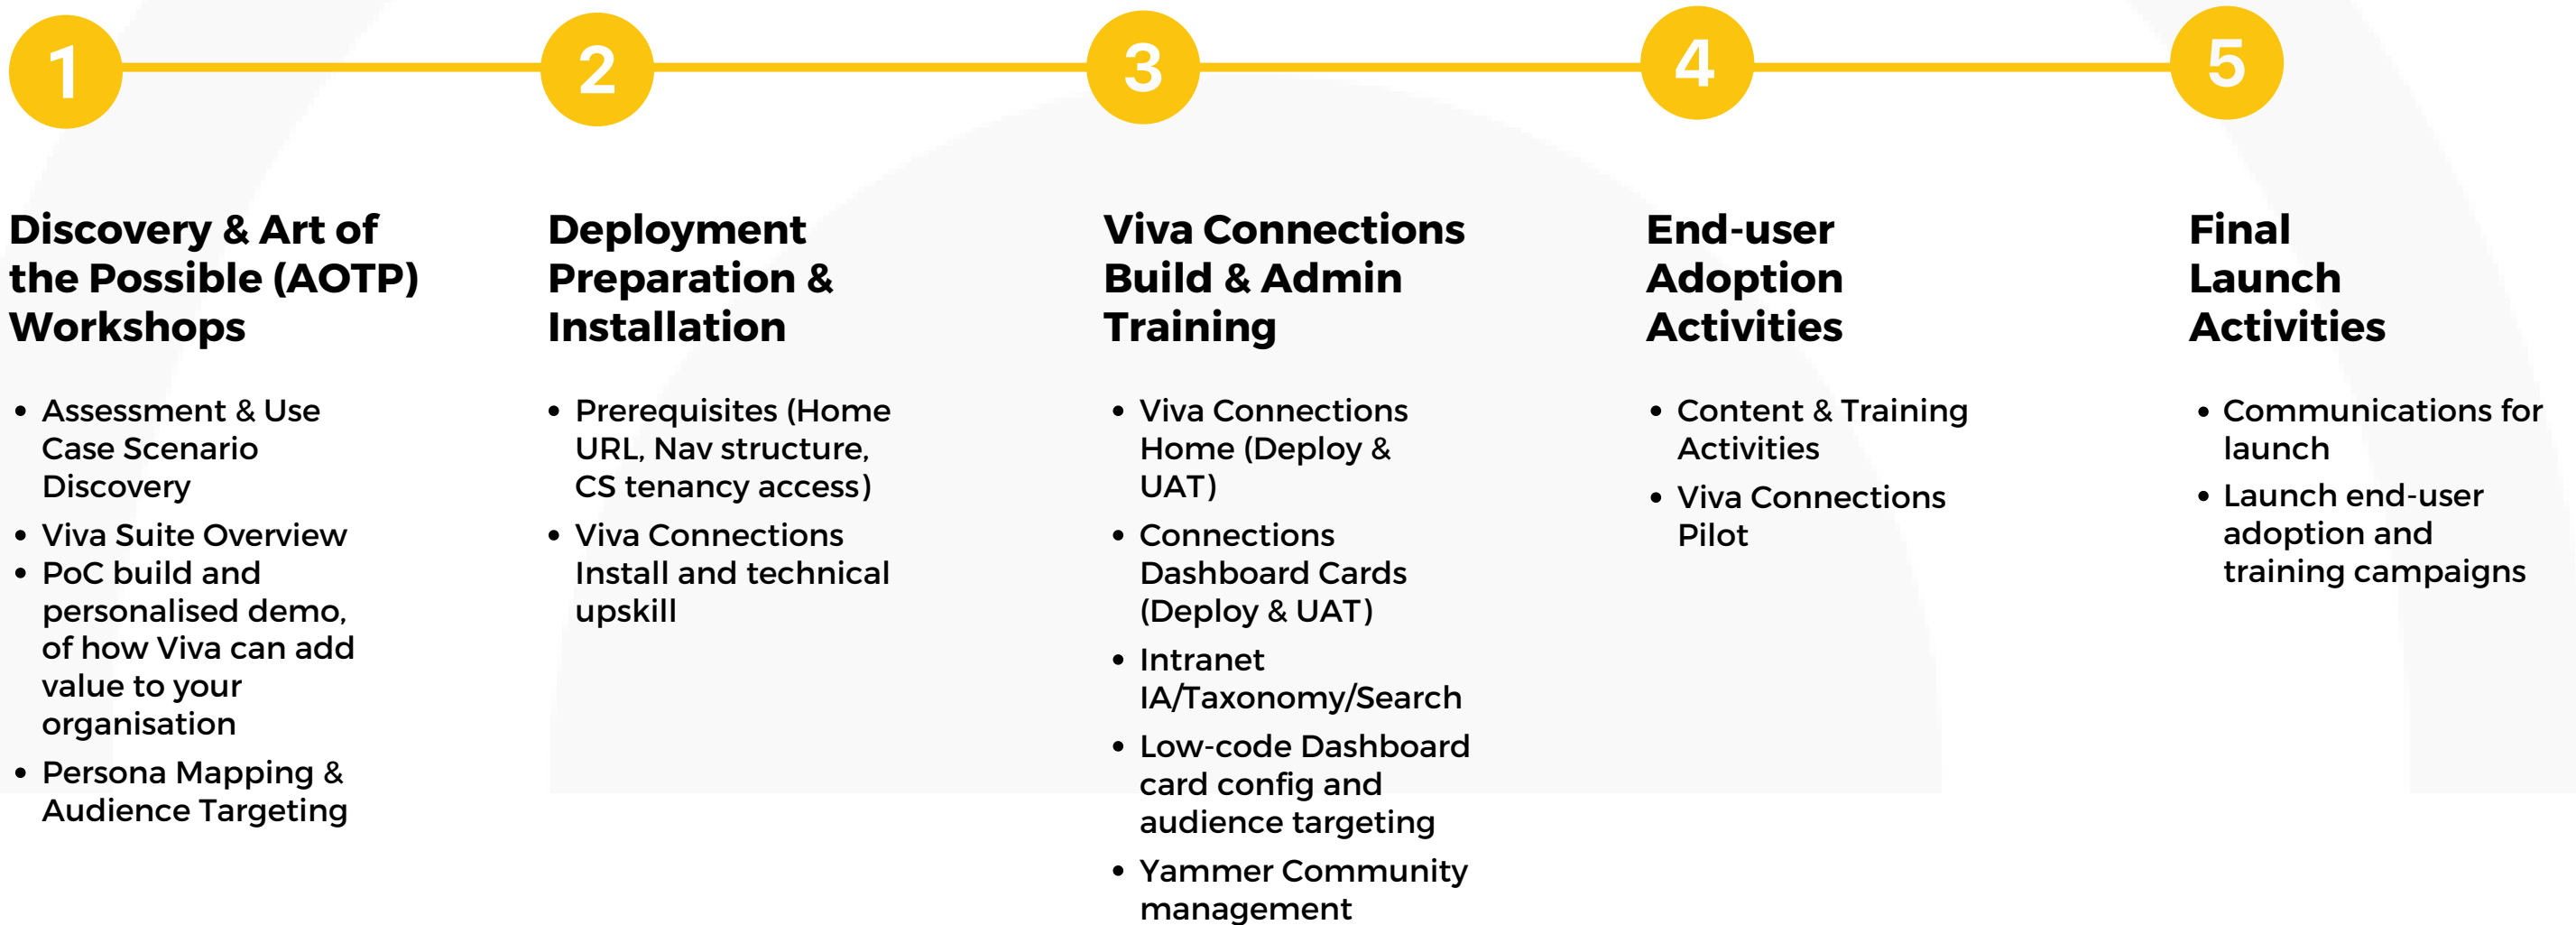 1
2
3
4
5
Discovery & Art of
the Possible (AOTP)
Workshops
• Assessment & Use
Case Scenario
Discovery
• Viva Suite Overview
• PoC build and
personalised demo,
of how Viva can add
value to your
organisation
• Persona Mapping &
Audience Targeting
Deployment
Preparation &
Installation
• Prerequisites (Home
URL, Nav structure,
CS tenancy access)
• Viva Connections
Install and technical
upskill
Viva Connections
Build & Admin
Training
• Viva Connections
Home (Deploy &
UAT)
• Connections
Dashboard Cards
(Deploy & UAT)
• Intranet
IA/Taxonomy/Search
• Low-code Dashboard
card config and
audience targeting
• Yammer Community
management
End-user
Adoption
Activities
• Content & Training
Activities
• Viva Connections
Pilot
Final
Launch
Activities
• Communications for
launch
• Launch end-user
adoption and
training campaigns